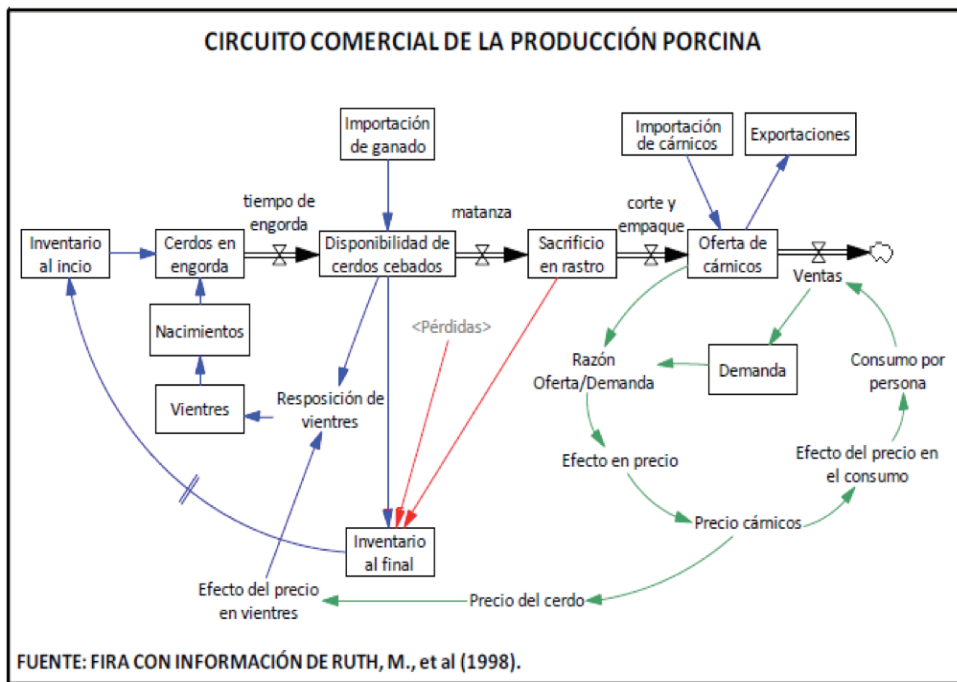 CIRCUITO COMERCIAL DE LA PRODUCCIÓN PORCINA
Importación
de ganado
Importación
de cárnicos
Exportaciones
tiempo de
engorda
matanza
corte y
empaque
Inventario
al incio
Cerdos en
engorda
Disponibilidad de
cerdos cebados
Sacrificio
en rastro
Oferta de
cárnicos
Ventas
Nacimientos
<Pérdidas>
Razón
Oferta/Demanda
Demanda
Consumo por
persona
Vientres
Resposición de
vientres
Efecto en precio
Efecto del precio en
el consumo
Precio cárnicos
Inventario
al final
Efecto del precio
en vientres
Precio del cerdo
FUENTE: FIRA CON INFORMACIÓN DE RUTH, M., et al (1998).